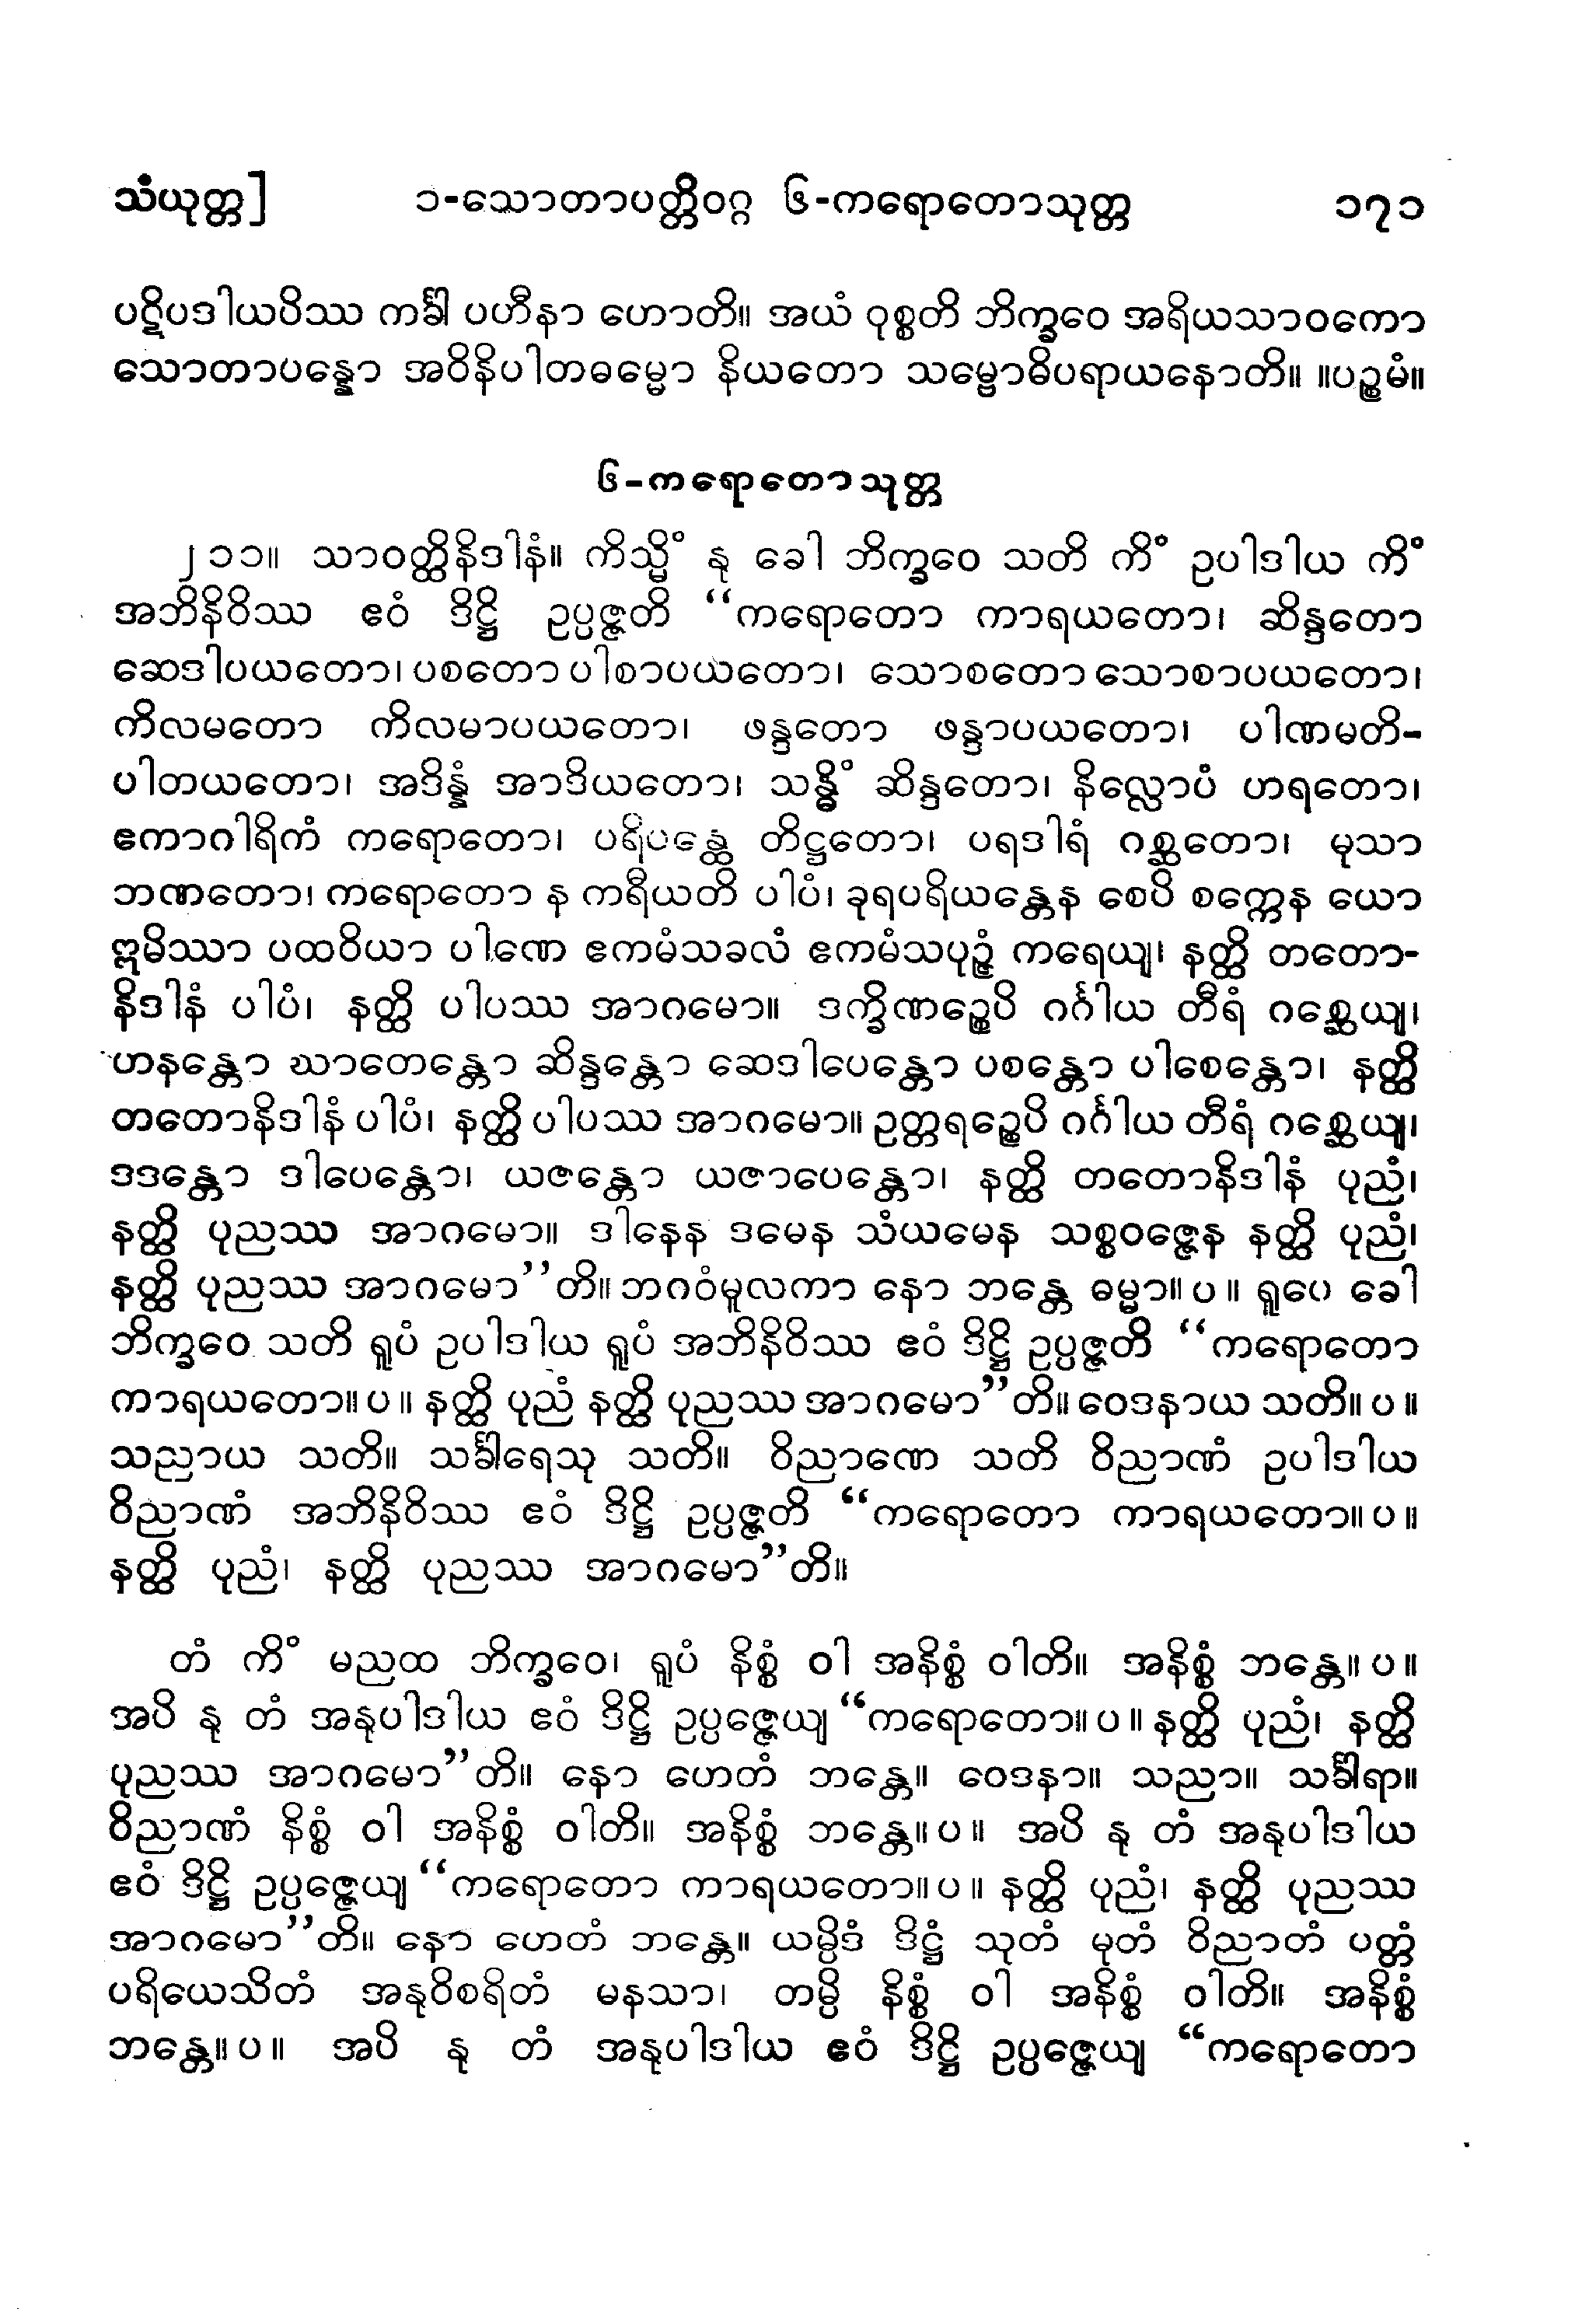 သံယုတ္တ] ၁-သောတာပတ္တိဝဂ္ဂ ၆-ကရောတောသုတ္တ ၁၇၁
ပဋိပဒါယပိဿ ကင်္ခါ ပဟီနာ ဟောတိ။ အယံ ဝုစ္စတိ ဘိက္ခဝေ အရိယသာဝကော
သောတာပန္နော အဝိနိပါတဓမ္မော နိယတော သမ္ဗောဓိပရာယနောတိ။ ။ပဉ္စမံ။
၆-ကရောတောသုတ္တ
၂၁၁။ သာဝတ္ထိနိဒါနံ။ ကိသ္မိံ နု ခေါ ဘိက္ခဝေ သတိ ကိံ ဥပါဒါယ ကိံ
အဘိနိဝိဿ ဧဝံ ဒိဋ္ဌိ ဥပ္ပဇ္ဇတိ “ကရောတော ကာရယတော၊ ဆိန္ဒတော
ဆေဒါပယတော၊ ပစတော ပါစာပယတော၊ သောစတော သောစာပယတော၊
ကိလမတော ကိလမာပယတော၊ ဖန္ဒတော ဖန္ဒာပယတော၊ ပါဏမတိ-
ပါတယတော၊ အဒိန္နံ အာဒိယတော၊ သန္ဓိံ ဆိန္ဒတော၊ နိလ္လောပံ ဟရတော၊
ဧကာဂါရိကံ ကရောတော၊ ပရိပန္ထေ တိဋ္ဌတော၊ ပရဒါရံ ဂစ္ဆတော၊ မုသာ
ဘဏတော၊ ကရောတော န ကရီယတိ ပါပံ၊ ခုရပရိယန္တေန စေပိ စက္ကေန ယော
ဣမိဿာ ပထဝိယာ ပါဏေ ဧကမံသခလံ ဧကမံသပုဉ္ဇံ ကရေယျ၊ နတ္ထိ တတော-
နိဒါနံ ပါပံ၊ နတ္ထိ ပါပဿ အာဂမော။ ဒက္ခိဏဉ္စေပိ ဂင်္ဂါယ တီရံ ဂစ္ဆေယျ၊
ဟနန္တော ဃာတေန္တော ဆိန္ဒန္တော ဆေဒါပေန္တော ပစန္တော ပါစေန္တော၊ နတ္ထိ
တတောနိဒါနံ ပါပံ၊ နတ္ထိ ပါပဿ အာဂမော။ ဥတ္တရဉ္စေပိ ဂင်္ဂါယ တီရံ ဂစ္ဆေယျ၊
ဒဒန္တော ဒါပေန္တော၊ ယဇန္တော ယဇာပေန္တော၊ နတ္ထိ တတောနိဒါနံ ပုညံ၊
နတ္ထိ ပုညဿ အာဂမော။ ဒါနေန ဒမေန သံယမေန သစ္စဝဇ္ဇေန နတ္ထိ ပုညံ၊
နတ္ထိ ပုညဿ အာဂမော”တိ။ ဘဂဝံမူလကာ နော ဘန္တေ ဓမ္မာ။ ပ ။ ရူပေ ခေါ
ဘိက္ခဝေ သတိ ရူပံ ဥပါဒါယ ရူပံ အဘိနိဝိဿ ဧဝံ ဒိဋ္ဌိ ဥပ္ပဇ္ဇတိ “ကရောတော
ကာရယတော။ ပ ။ နတ္ထိ ပုညံ နတ္ထိ ပုညဿ အာဂမော”တိ။ ဝေဒနာယ သတိ။ ပ ။
သညာယ သတိ။ သင်္ခါရေသု သတိ။ ဝိညာဏေ သတိ ဝိညာဏံ ဥပါဒါယ
ဝိညာဏံ အဘိနိဝိဿ ဧဝံ ဒိဋ္ဌိ ဥပ္ပဇ္ဇတိ “ကရောတော ကာရယတော။ ပ ။
နတ္ထိ ပုညံ၊ နတ္ထိ ပုညဿ အာဂမော”တိ။
တံ ကိံ မညထ ဘိက္ခဝေ၊ ရူပံ နိစ္စံ ဝါ အနိစ္စံ ဝါတိ။ အနိစ္စံ ဘန္တေ။ ပ ။
အပိ နု တံ အနုပါဒါယ ဧဝံ ဒိဋ္ဌိ ဥပ္ပဇ္ဇေယျ “ကရောတော။ ပ ။ နတ္ထိ ပုညံ၊ နတ္ထိ
ပုညဿ အာဂမော”တိ။ နော ဟေတံ ဘန္တေ။ ဝေဒနာ။ သညာ။ သင်္ခါရာ။
ဝိညာဏံ နိစ္စံ ဝါ အနိစ္စံ ဝါတိ။ အနိစ္စံ ဘန္တေ။ ပ ။ အပိ နု တံ အနုပါဒါယ
ဧဝံ ဒိဋ္ဌိ ဥပ္ပဇ္ဇေယျ “ကရောတော ကာရယတော။ ပ ။ နတ္ထိ ပုညံ၊ နတ္ထိ ပုညဿ
အာဂမော”တိ။ နော ဟေတံ ဘန္တေ။ ယမ္ပိဒံ ဒိဋ္ဌံ သုတံ မုတံ ဝိညာတံ ပတ္တံ
ပရိယေသိတံ အနုဝိစရိတံ မနသာ၊ တမ္ပိ နိစ္စံ ဝါ အနိစ္စံ ဝါတိ။ အနိစ္စံ
ဘန္တေ။ ပ ။ အပိ နု တံ အနုပါဒါယ ဧဝံ ဒိဋ္ဌိ ဥပ္ပဇ္ဇေယျ “ကရောတော